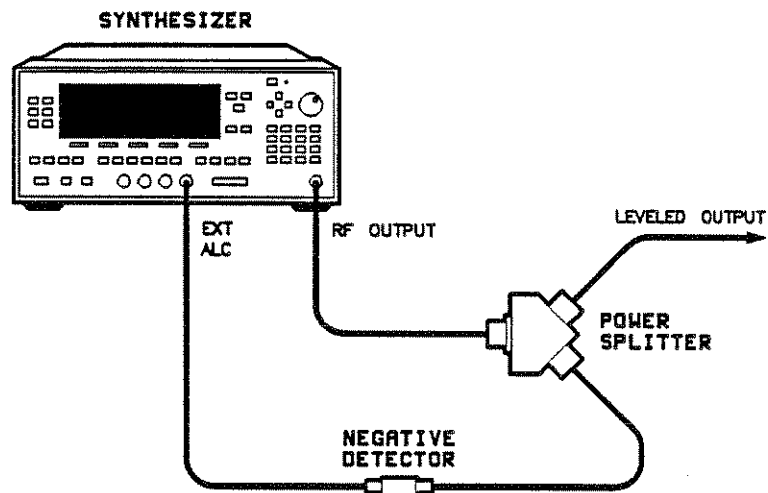 SYNTHESIZER
EXT
ALC
RF OUTPUT
LEVELED OUTPUT
POWER
SPLITTER
NEGATIVE
DETECTOR